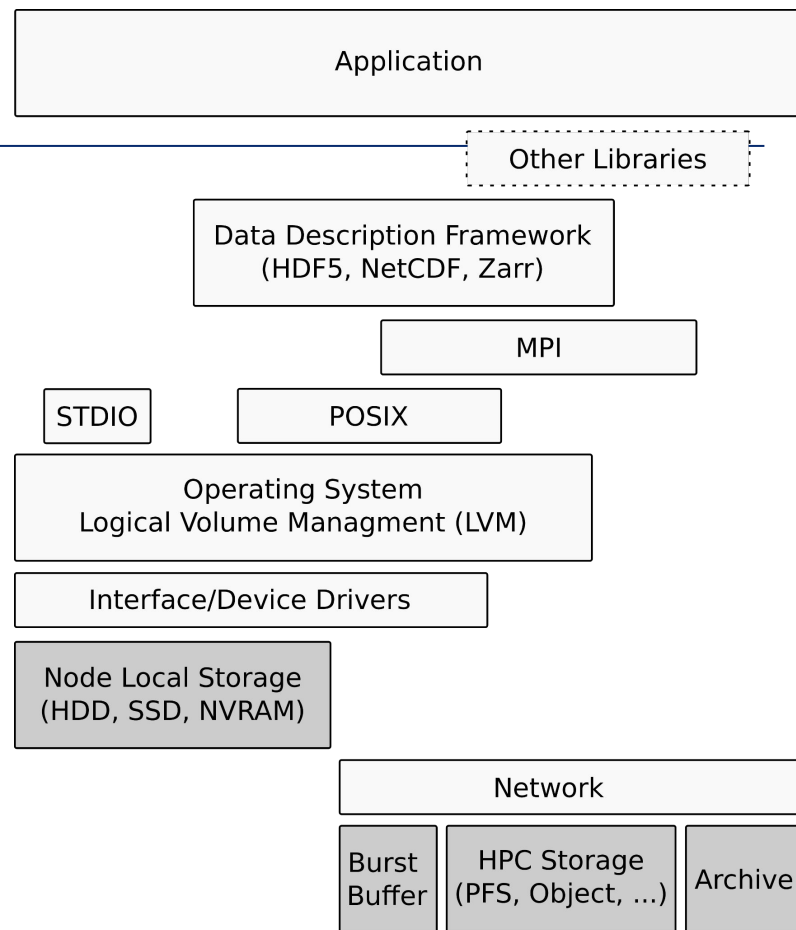 Application
Other Libraries
Data Description Framework
(HDF5, NetCDF, Zarr)
MPI
STDIO
POSIX
Operating System
Logical Volume Managment (LVM)
Interface/Device Drivers
Node Local Storage
(HDD, SSD, NVRAM)
Network
Burst
Buffer
HPC Storage
(PFS, Object, ...)
Archive